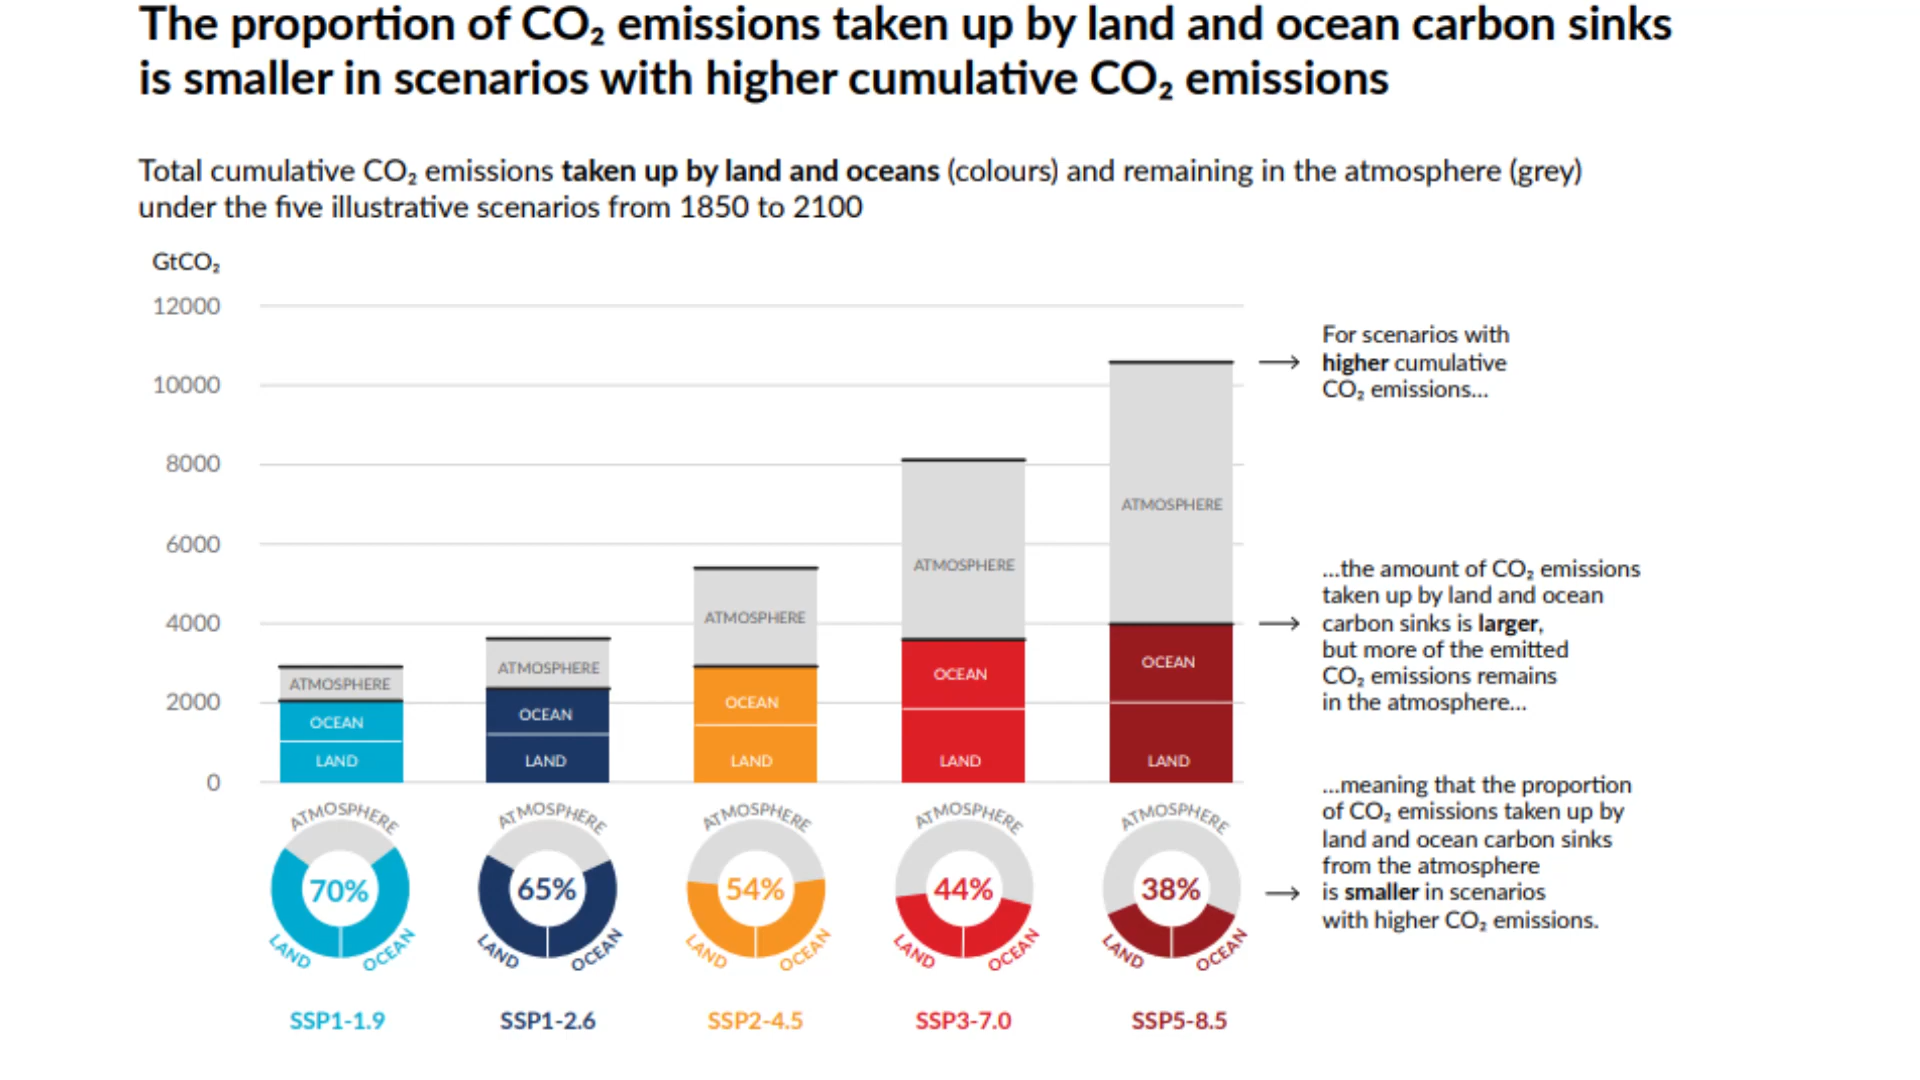 The proportion of CO₂ emissions taken up by land and ocean carbon sinks
is smaller in scenarios with higher cumulative CO₂ emissions
Total cumulative CO₂ emissions taken up by land and oceans (colours) and remaining in the atmosphere (grey)
under the five illustrative scenarios from 1850 to 2100
GtCO₂
12000
10000
8000
6000
4000
2000
0
ATMOSPHERE
OCEAN
LAND
ATMOSPHERE
OCEAN
LAND
ATMOSPHERE
OCEAN
LAND
ATMOSPHERE
OCEAN
LAND
ATMOSPHERE
OCEAN
LAND
For scenarios with
higher cumulative
CO₂ emissions...
...the amount of CO₂ emissions
taken up by land and ocean
carbon sinks is larger,
but more of the emitted
CO₂ emissions remains
in the atmosphere...
...meaning that the proportion
of CO₂ emissions taken up by
land and ocean carbon sinks
from the atmosphere
is smaller in scenarios
with higher CO₂ emissions.
ATMOSPHERE
70%
LAND
OCEAN
SSP1-1.9
ATMOSPHERE
65%
LAND
OCEAN
SSP1-2.6
ATMOSPHERE
54%
LAND
OCEAN
SSP2-4.5
ATMOSPHERE
44%
LAND
OCEAN
SSP3-7.0
ATMOSPHERE
38%
LAND
OCEAN
SSP5-8.5